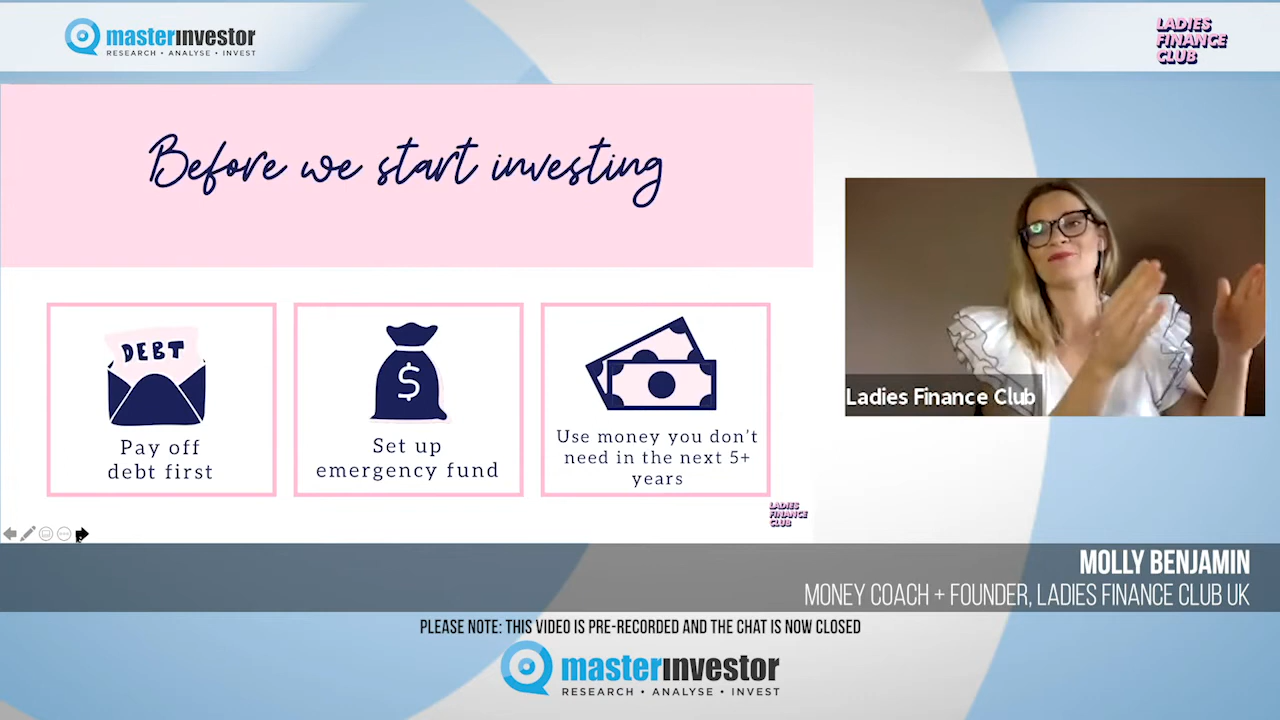 masterinvestor
RESEARCH • ANALYSE • INVEST
LADIES
FINANCE
CLUB
Before we start investing
DEBT
Pay off
debt first
$
Set up
emergency fund
Use money you don't
need in the next 5+
years
LADIES
FINANCE
CLUB
Ladies Finance Club
MOLLY BENJAMIN
MONEY COACH + FOUNDER, LADIES FINANCE CLUB UK
PLEASE NOTE: THIS VIDEO IS PRE-RECORDED AND THE CHAT IS NOW CLOSED
masterinvestor
RESEARCH • ANALYSE • INVEST